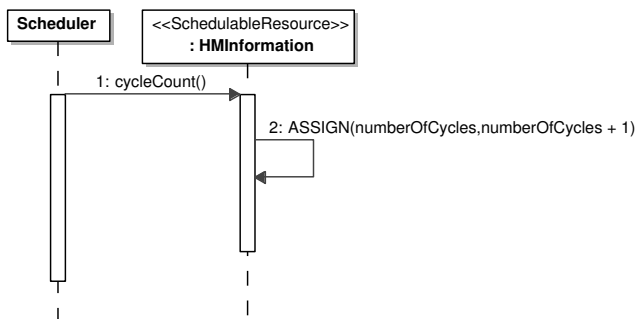 Scheduler
<<SchedulableResource>>
: HMInformation
1: cycleCount()
2: ASSIGN(numberOfCycles,numberOfCycles + 1)